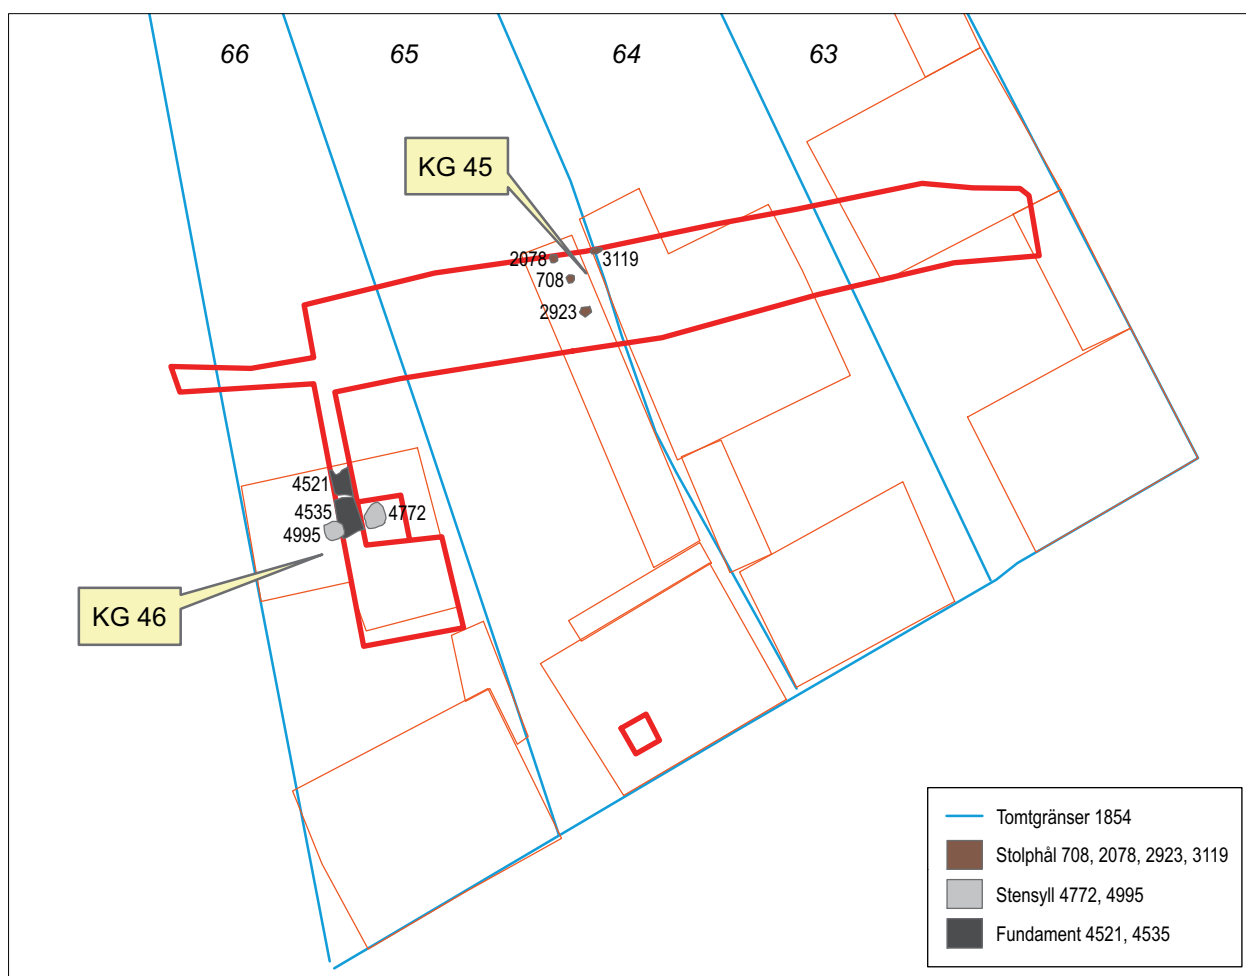 66
65
64
63
KG 45
2078
3119
708
2923
4521
4535
4772
4995
KG 46
Tomtgränser 1854
Stolphål 708, 2078, 2923, 3119
Stensyll 4772, 4995
Fundament 4521, 4535